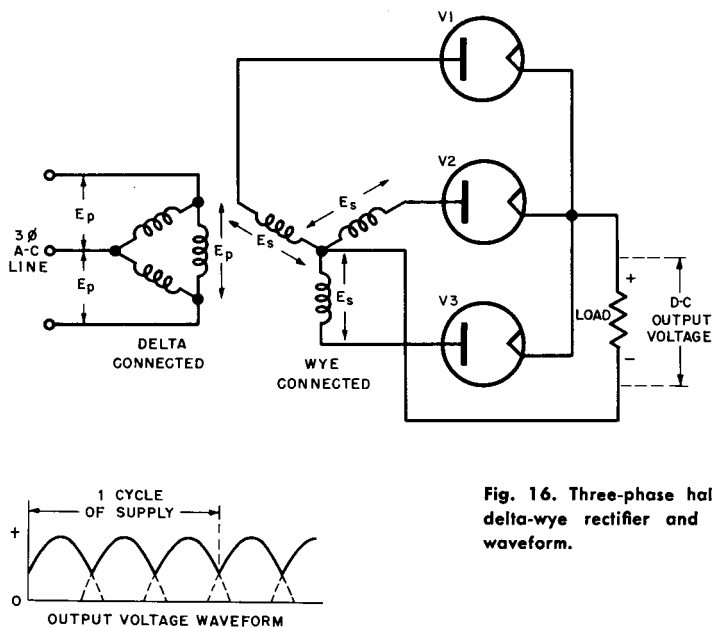 V1
V2
V3
3Ø
A-C
LINE
Ep
Ep
Ep
Es
Es
Es
DELTA
CONNECTED
WYE
CONNECTED
LOAD
+
−
D-C
OUTPUT
VOLTAGE
1 CYCLE
OF SUPPLY
+
0
OUTPUT VOLTAGE WAVEFORM
Fig. 16. Three-phase hal
delta-wye rectifier and
waveform.